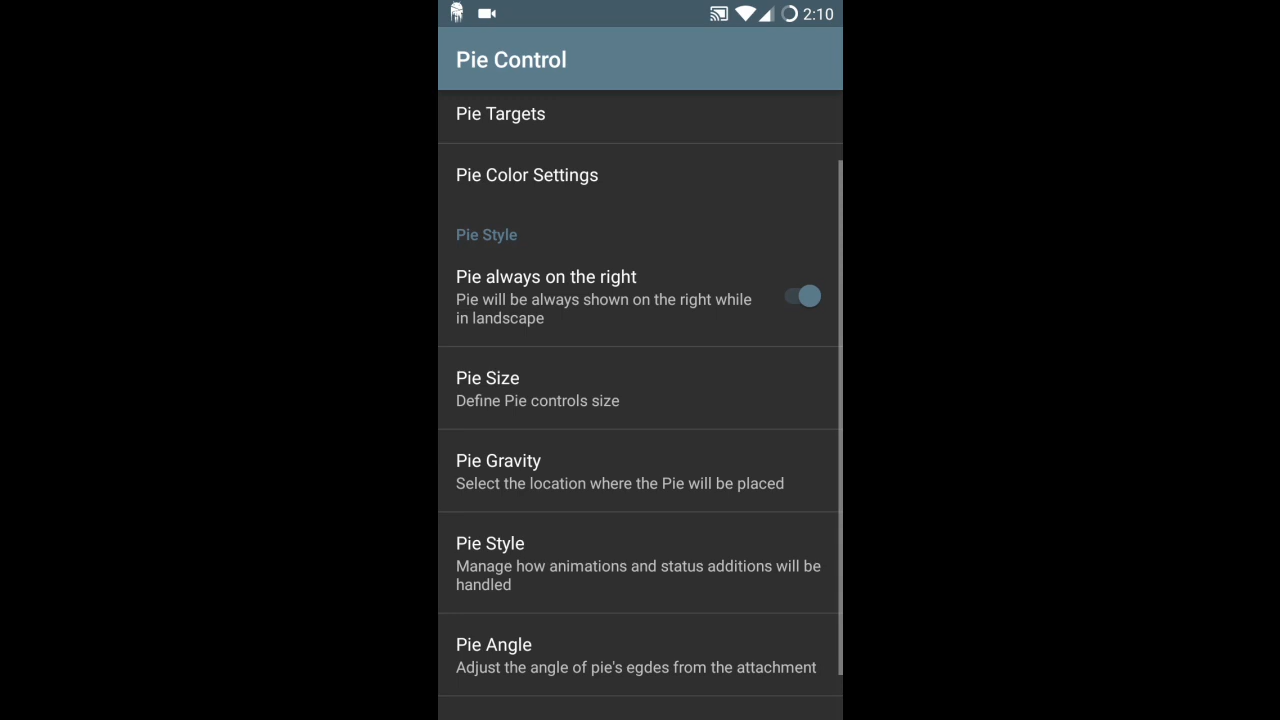 2:10
Pie Control
Pie Targets
Pie Color Settings
Pie Style
Pie always on the right
Pie will be always shown on the right while
in landscape
Pie Size
Define Pie controls size
Pie Gravity
Select the location where the Pie will be placed
Pie Style
Manage how animations and status additions will be
handled
Pie Angle
Adjust the angle of pie's egdes from the attachment